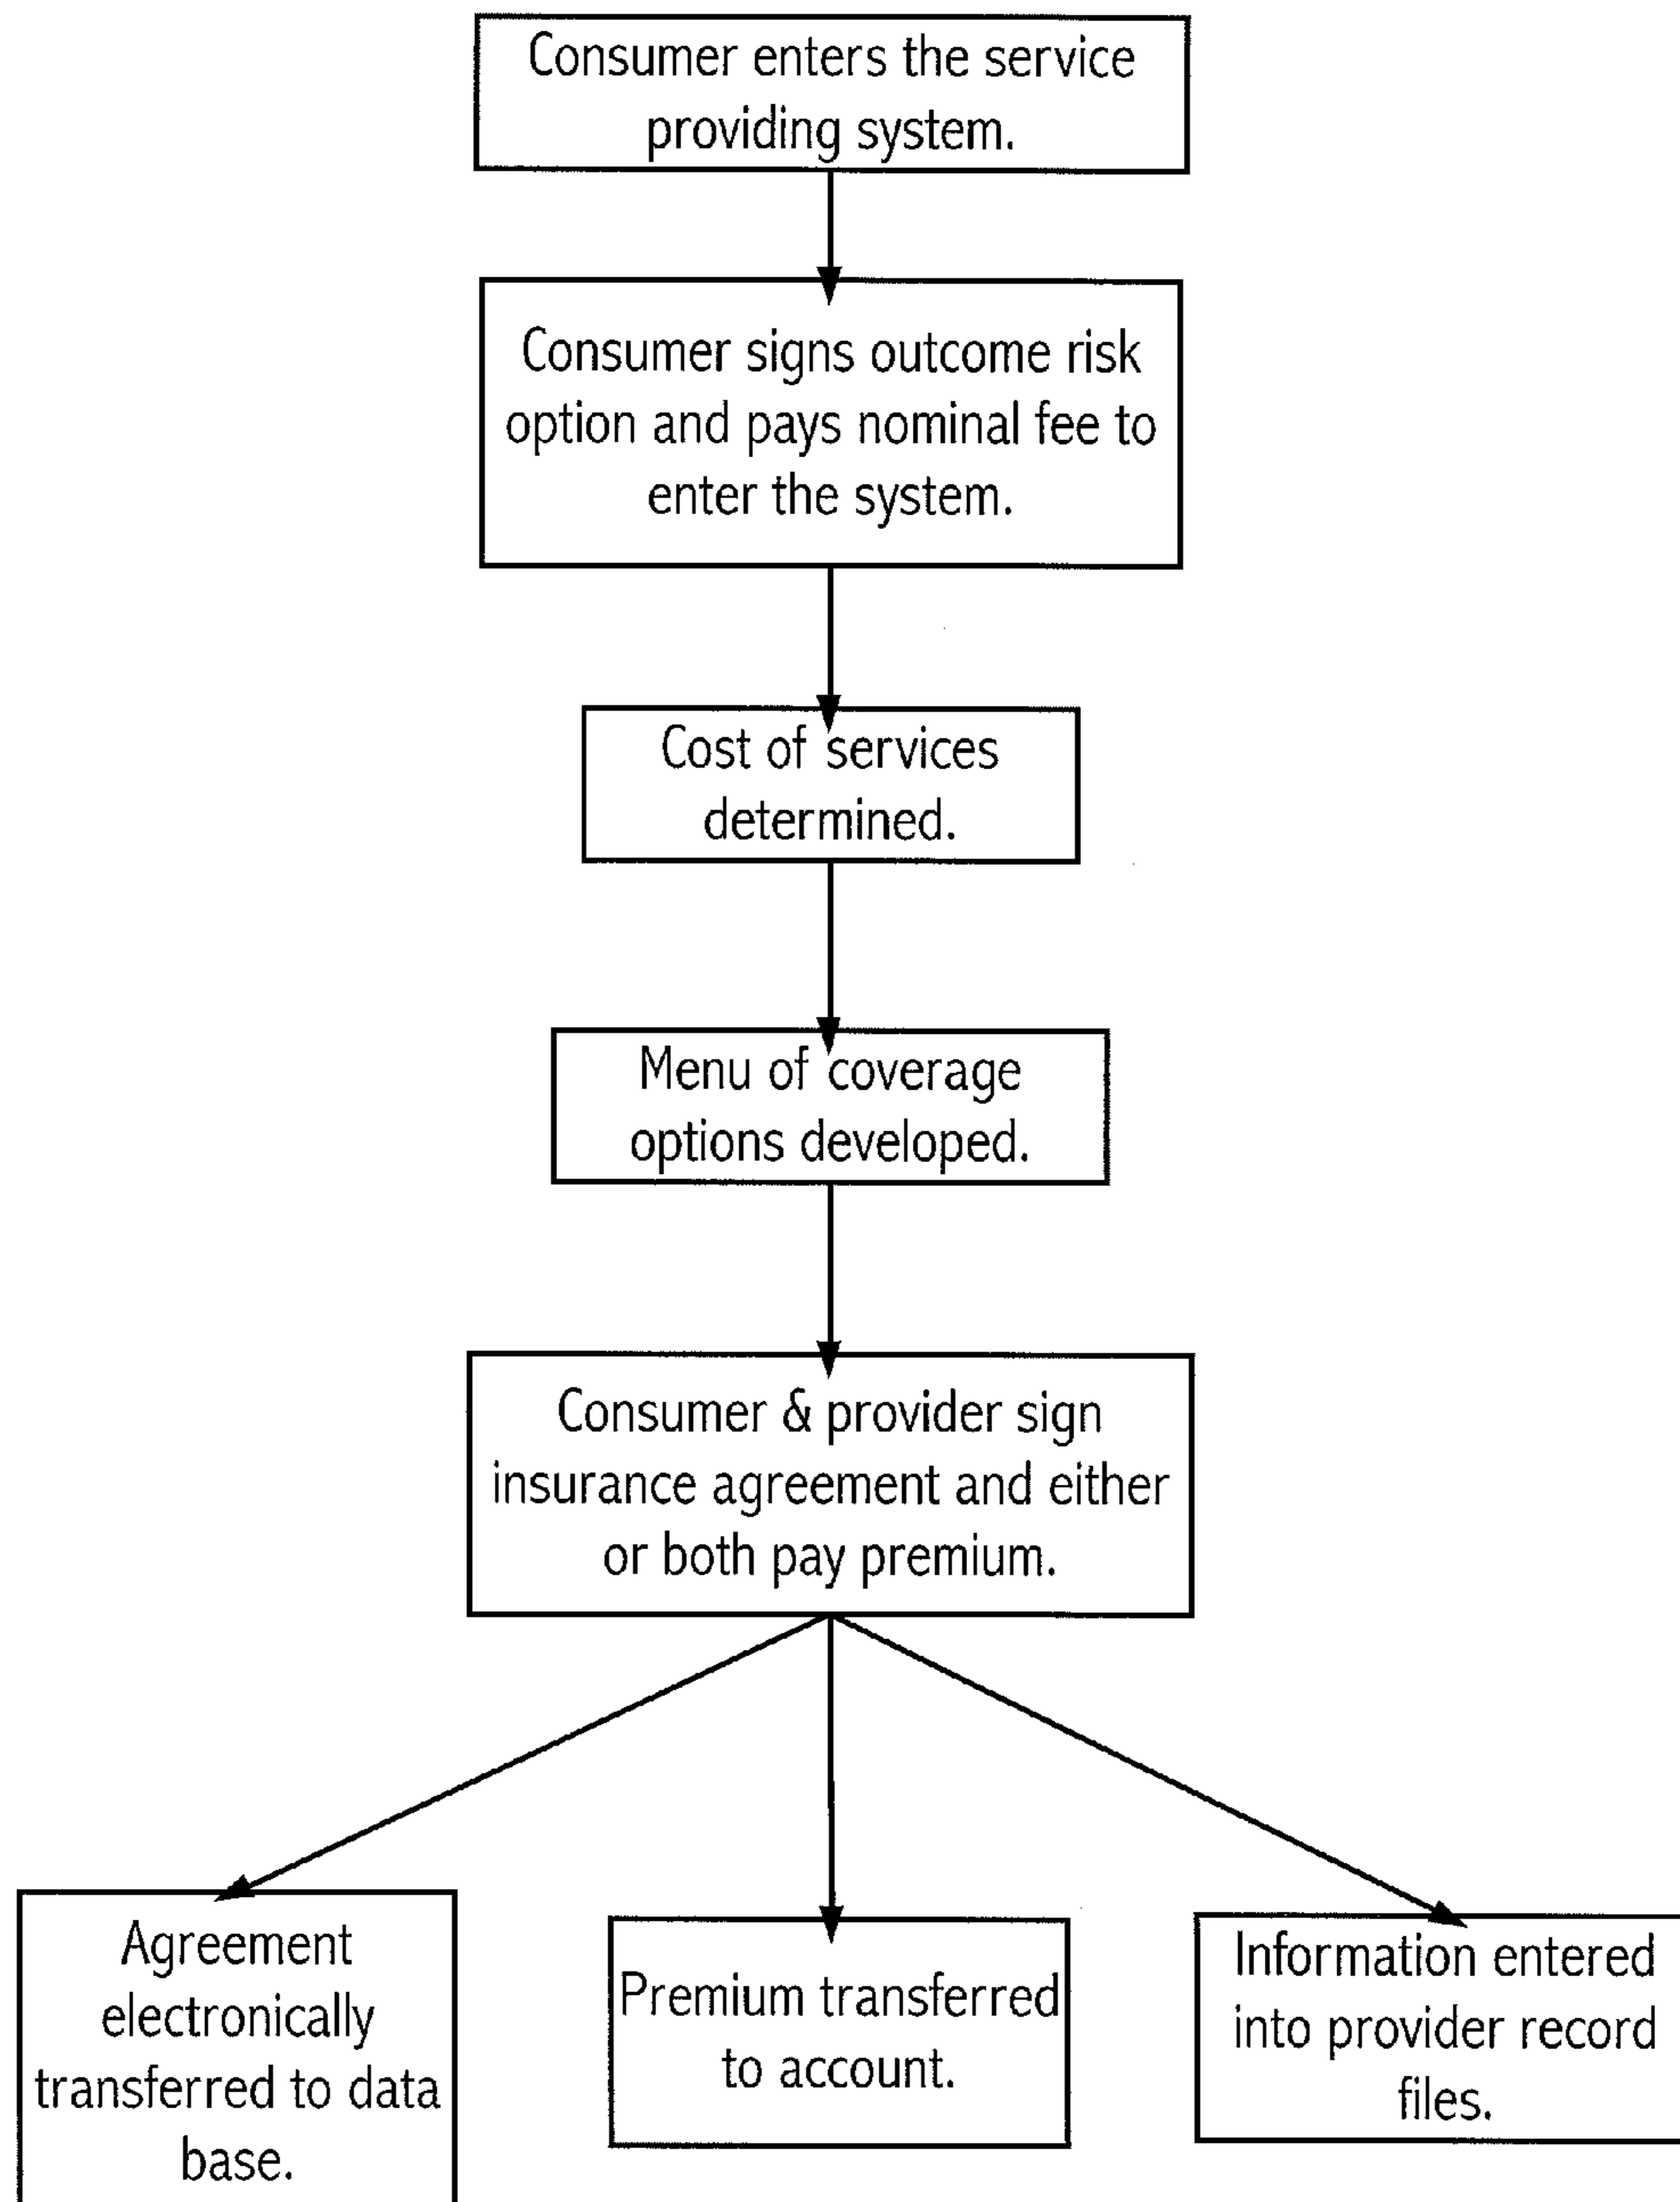 Consumer enters the service
providing system.
Consumer signs outcome risk
option and pays nominal fee to
enter the system.
Cost of services
determined.
Menu of coverage
options developed.
Consumer & provider sign
insurance agreement and either
or both pay premium.
Agreement
electronically
transferred to data
base.
Premium transferred
to account.
Information entered
into provider record
files.